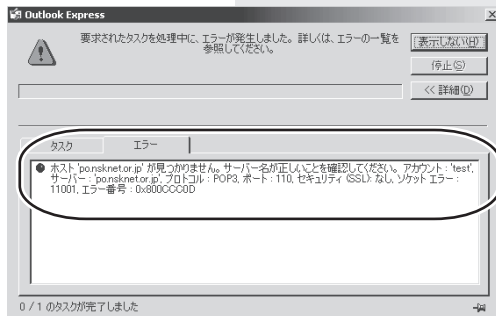 Outlook Express
要求されたタスクを処理中に、エラーが発生しました。詳しくは、エラーの一覧を
参照してください。
表示しない(H)
停止(S)
<< 詳細(D)
タスク
エラー
ホスト 'po.nsknet.or.jp' が見つかりません。サーバー名が正しいことを確認してください。 アカウント : 'test',
サーバー : 'po.nsknet.or.jp', プロトコル : POP3, ポート : 110, セキュリティ (SSL): なし, ソケット エラー :
11001, エラー番号 : 0x800CCC0D
0 / 1 のタスクが完了しました